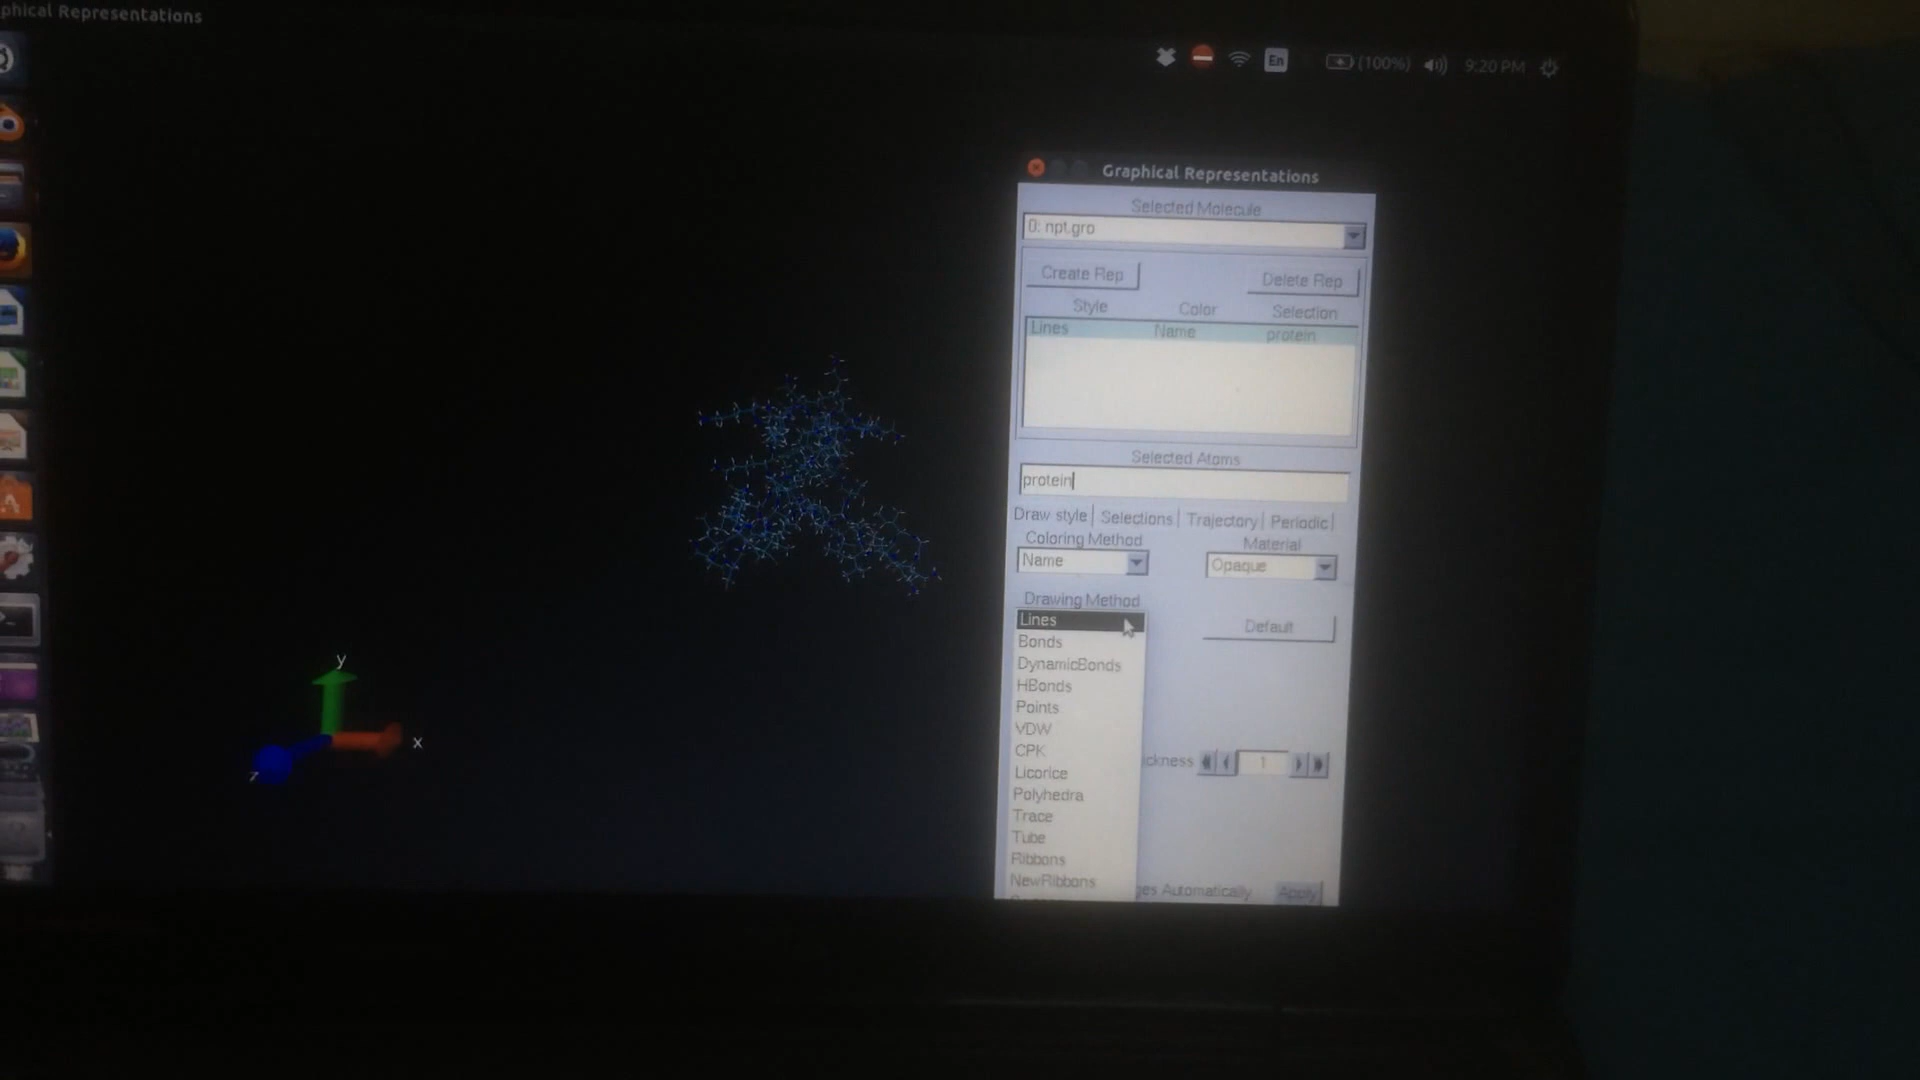 phical Representations
En (100%) 9:20 PM
Graphical Representations
Selected Molecule
0: npt.gro
Create Rep Delete Rep
Style Color Selection
Lines Name protein
Selected Atoms
protein
Draw style Selections Trajectory Periodic
Coloring Method Material
Name Opaque
Drawing Method
Lines
Default
Bonds
DynamicBonds
HBonds
Points
VDW
CPK
ckness 1
Licorice
Polyhedra
Trace
Tube
Ribbons
NewRibbons
ges Automatically Apply
y
x
z